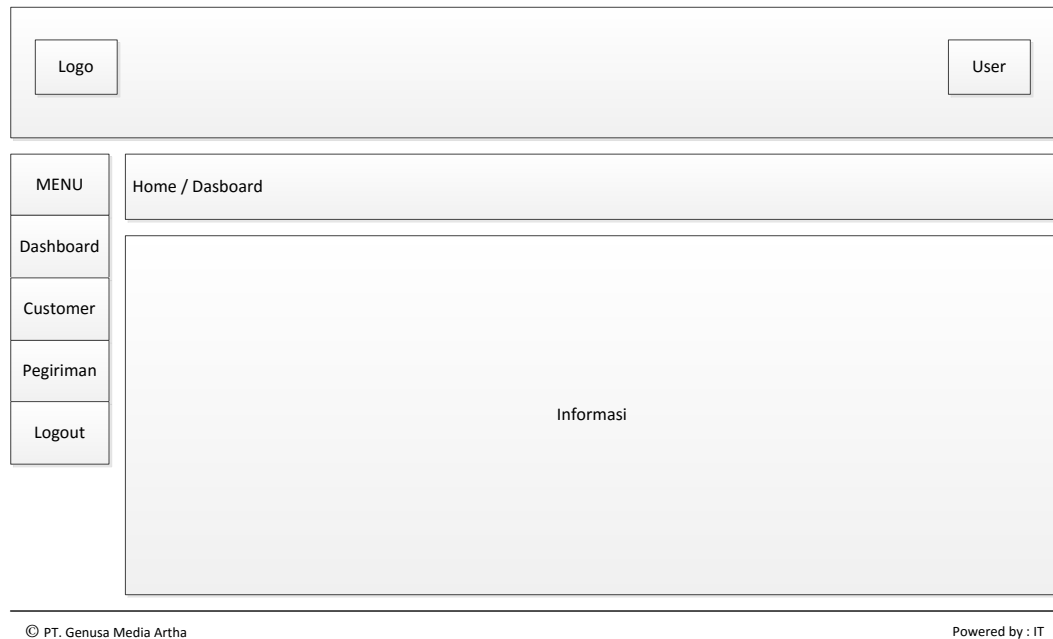 Logo
User
MENU
Home / Dasboard
Dashboard
Customer
Pegiriman
Logout
Informasi
© PT. Genusa Media Artha
Powered by : IT